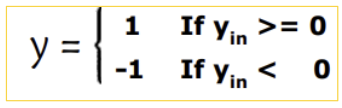 y = { 1 If y_in >= 0
-1 If y_in < 0